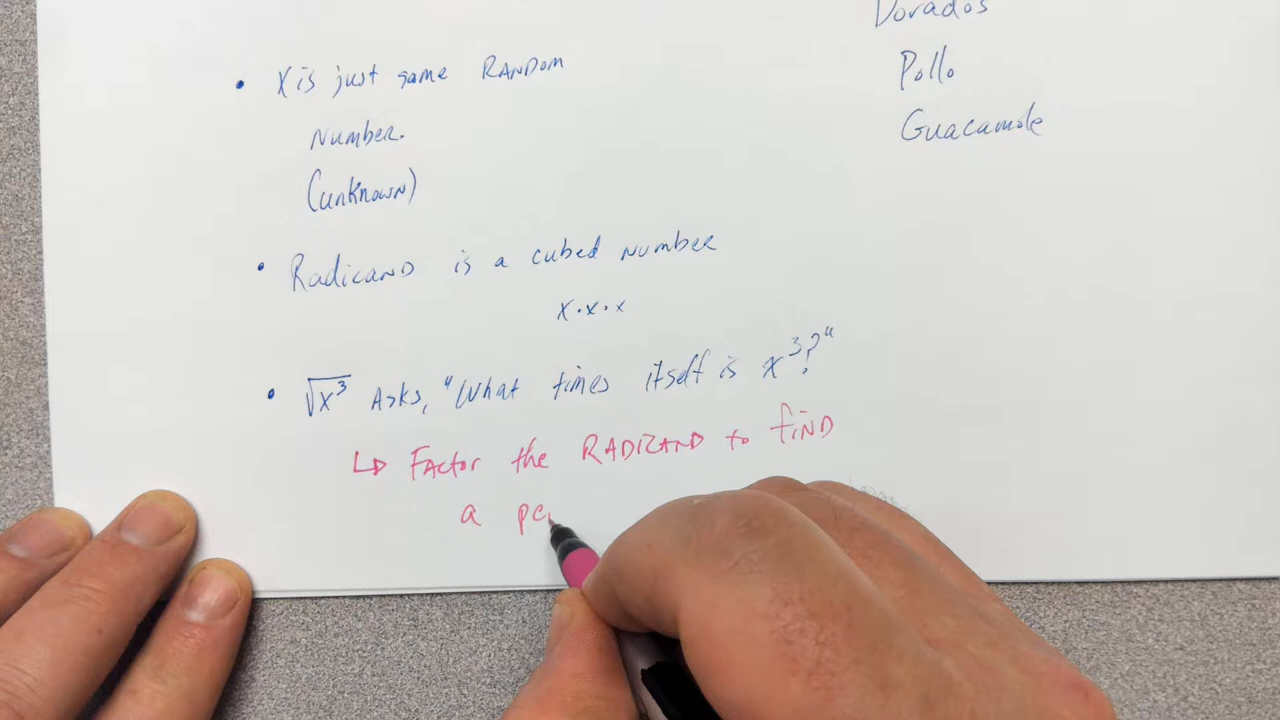 • X is just some RANDOM
Number.
(unknown)
• Radicand is a cubed number
x·x·x
• √x³ Asks, "What times itself is x³?"
↳ Factor the RADICAND to find
a pe
Dorados
Pollo
Guacamole